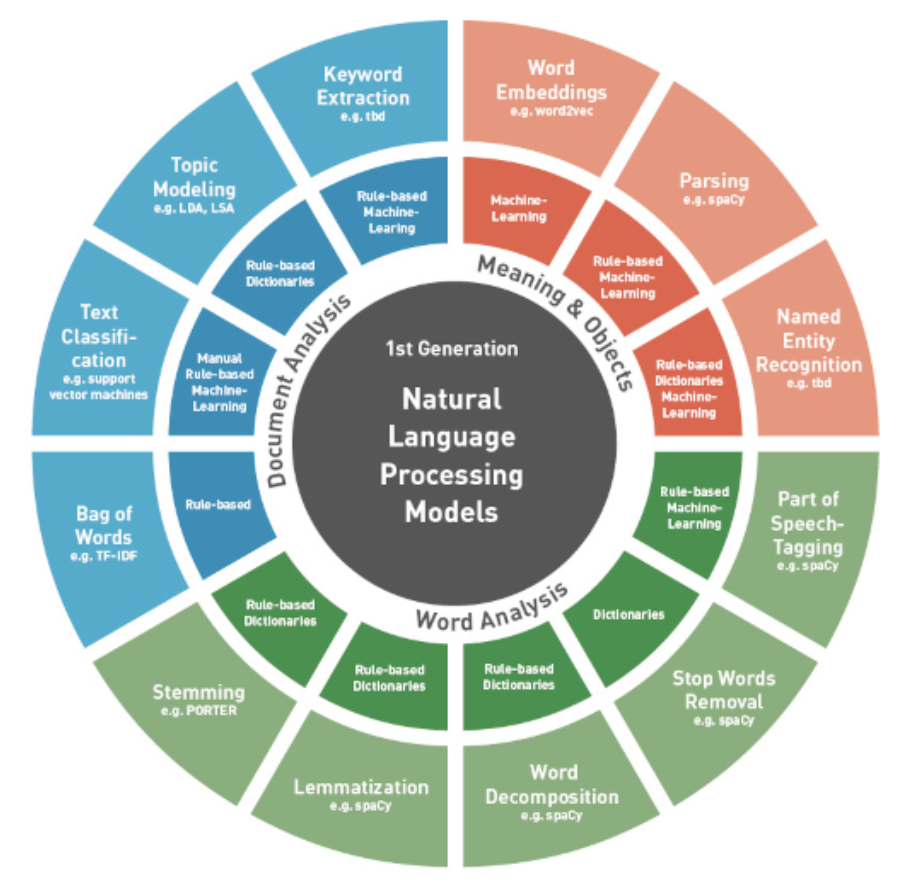 Keyword
Extraction
e.g. tbd
Word
Embeddings
e.g. word2vec
Topic
Modeling
e.g. LDA, LSA
Parsing
e.g. spaCy
Rule-based
Machine-
Learing
Machine-
Learning
Rule-based
Dictionaries
Rule-based
Machine-
Learning
Text
Classifi-
cation
e.g. support
vector machines
Manual
Rule-based
Machine-
Learning
Document Analysis
Meaning & Objects
1st Generation
Natural
Language
Processing
Models
Rule-based
Dictionaries
Machine-
Learning
Named
Entity
Recognition
e.g. tbd
Bag of
Words
e.g. TF-IDF
Rule-based
Rule-based
Machine-
Learning
Part of
Speech-
Tagging
e.g. spaCy
Word Analysis
Rule-based
Dictionaries
Dictionaries
Rule-based
Dictionaries
Rule-based
Dictionaries
Stemming
e.g. PORTER
Stop Words
Removal
e.g. spaCy
Lemmatization
e.g. spaCy
Word
Decomposition
e.g. spaCy